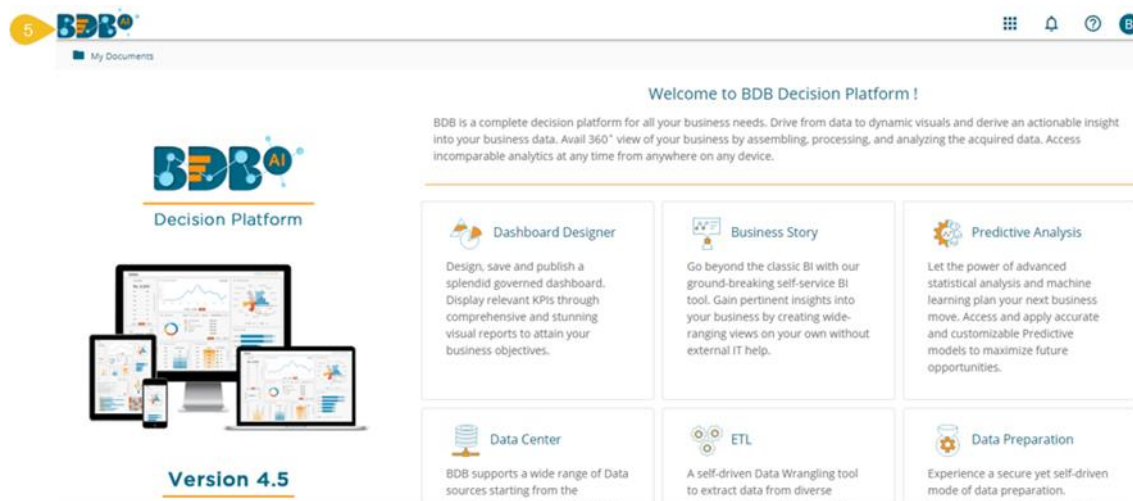 5
BDB AI
B
My Documents
Welcome to BDB Decision Platform !
BDB is a complete decision platform for all your business needs. Drive from data to dynamic visuals and derive an actionable insight
into your business data. Avail 360° view of your business by assembling, processing, and analyzing the acquired data. Access
incomparable analytics at any time from anywhere on any device.
BDB AI
Decision Platform
Version 4.5
Dashboard Designer
Design, save and publish a
splendid governed dashboard.
Display relevant KPIs through
comprehensive and stunning
visual reports to attain your
business objectives.
Business Story
Go beyond the classic BI with our
ground-breaking self-service BI
tool. Gain pertinent insights into
your business by creating wide-
ranging views on your own without
external IT help.
Predictive Analysis
Let the power of advanced
statistical analysis and machine
learning plan your next business
move. Access and apply accurate
and customizable Predictive
models to maximize future
opportunities.
Data Center
BDB supports a wide range of Data
sources starting from the
ETL
A self-driven Data Wrangling tool
to extract data from diverse
Data Preparation
Experience a secure yet self-driven
mode of data preparation.